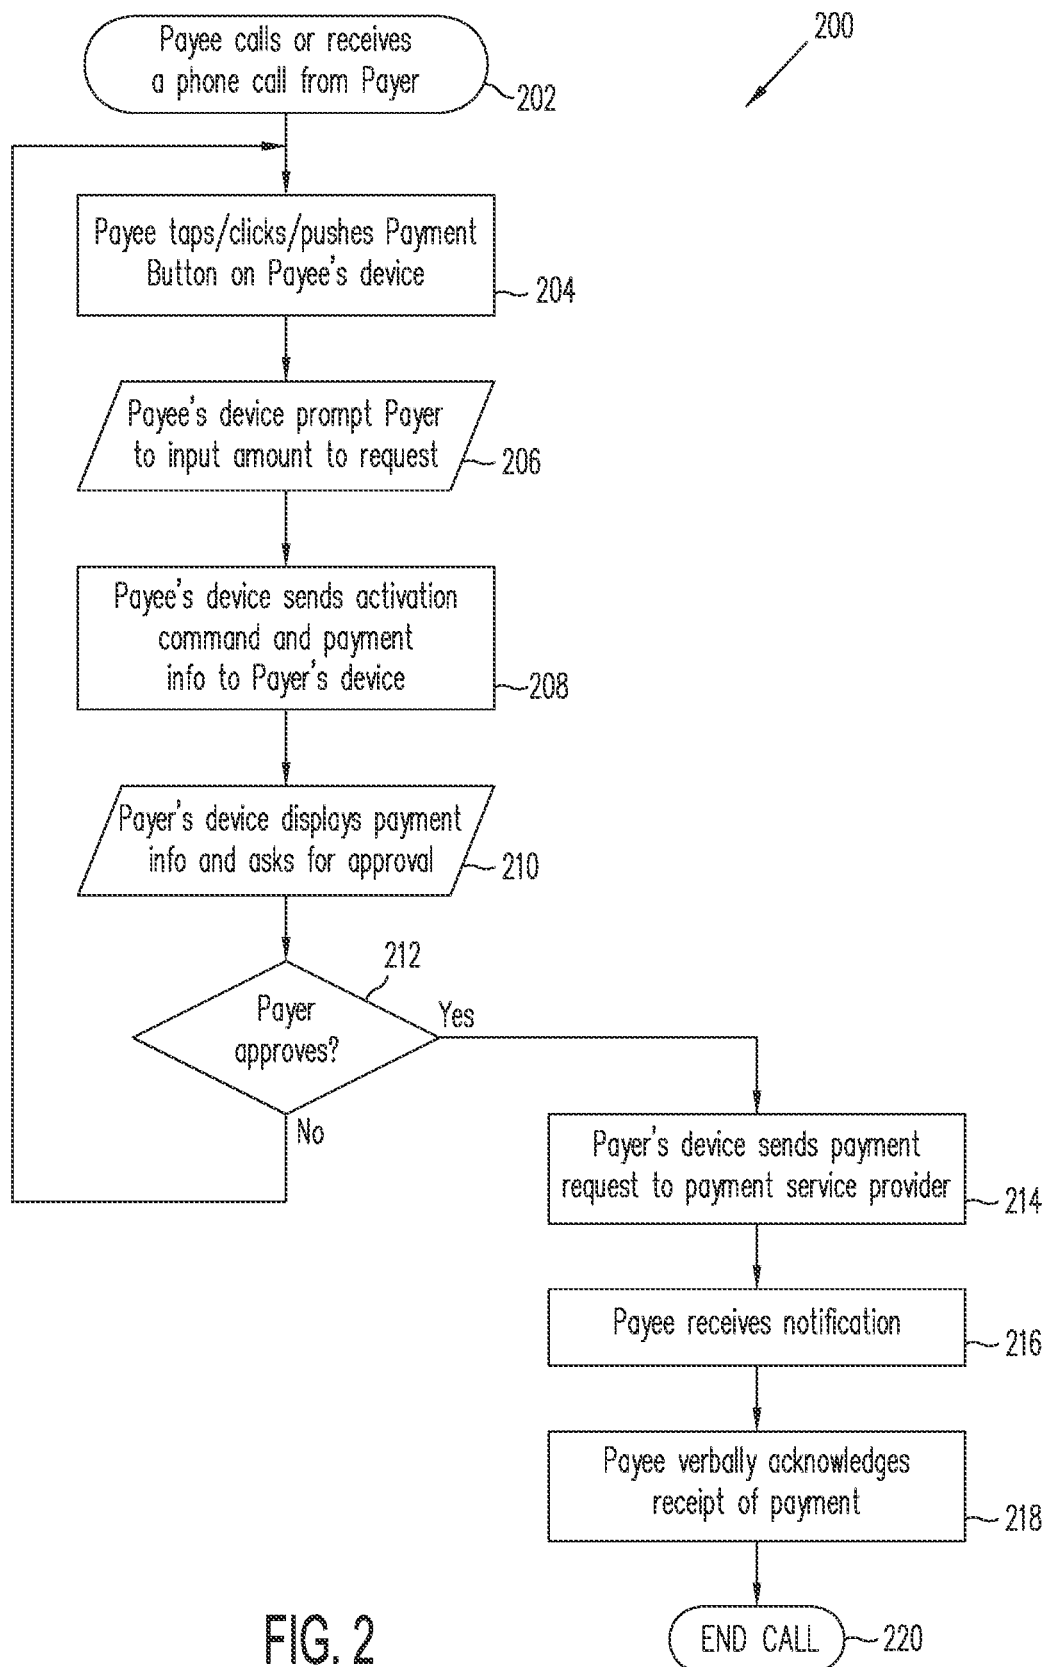 200
Payee calls or receives
a phone call from Payer
202
Payee taps/clicks/pushes Payment
Button on Payee's device
204
Payee's device prompt Payer
to input amount to request
206
Payee's device sends activation
command and payment
info to Payer's device
208
Payer's device displays payment
info and asks for approval
210
212
Payer
approves?
Yes
No
Payer's device sends payment
request to payment service provider
214
Payee receives notification
216
Payee verbally acknowledges
receipt of payment
218
END CALL
220
FIG. 2